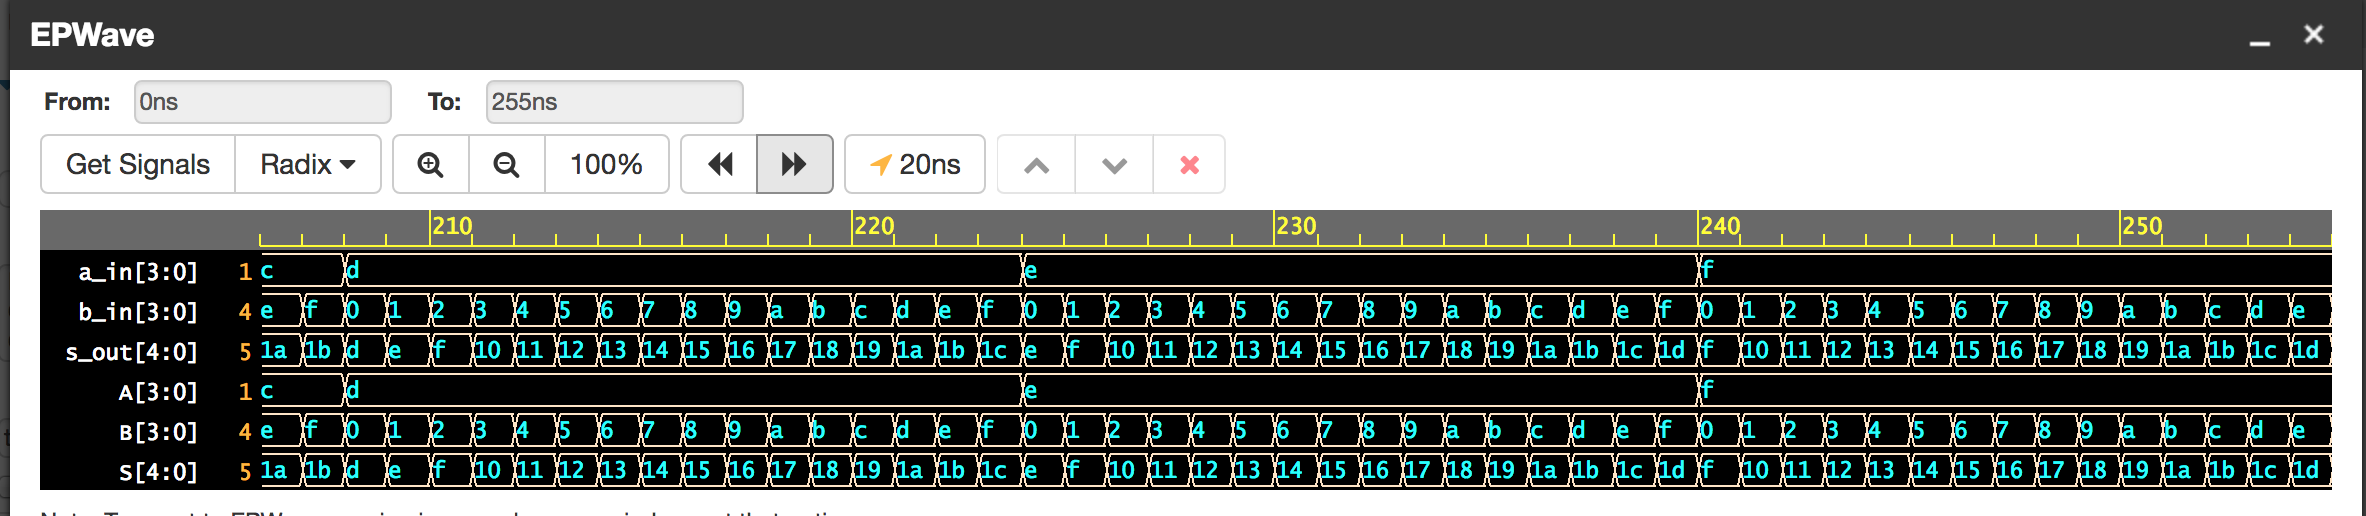 EPWave
From: 0ns To: 255ns
Get Signals Radix 100% 20ns
210 220 230 240 250
a_in[3:0] 1 c d e f
b_in[3:0] 4 e f 0 1 2 3 4 5 6 7 8 9 a b c d e f 0 1 2 3 4 5 6 7 8 9 a b c d e f 0 1 2 3 4 5 6 7 8 9 a b c d e
s_out[4:0] 5 1a 1b d e f 10 11 12 13 14 15 16 17 18 19 1a 1b 1c e f 10 11 12 13 14 15 16 17 18 19 1a 1b 1c 1d f 10 11 12 13 14 15 16 17 18 19 1a 1b 1c 1d
A[3:0] 1 c d e f
B[3:0] 4 e f 0 1 2 3 4 5 6 7 8 9 a b c d e f 0 1 2 3 4 5 6 7 8 9 a b c d e f 0 1 2 3 4 5 6 7 8 9 a b c d e
S[4:0] 5 1a 1b d e f 10 11 12 13 14 15 16 17 18 19 1a 1b 1c e f 10 11 12 13 14 15 16 17 18 19 1a 1b 1c 1d f 10 11 12 13 14 15 16 17 18 19 1a 1b 1c 1d